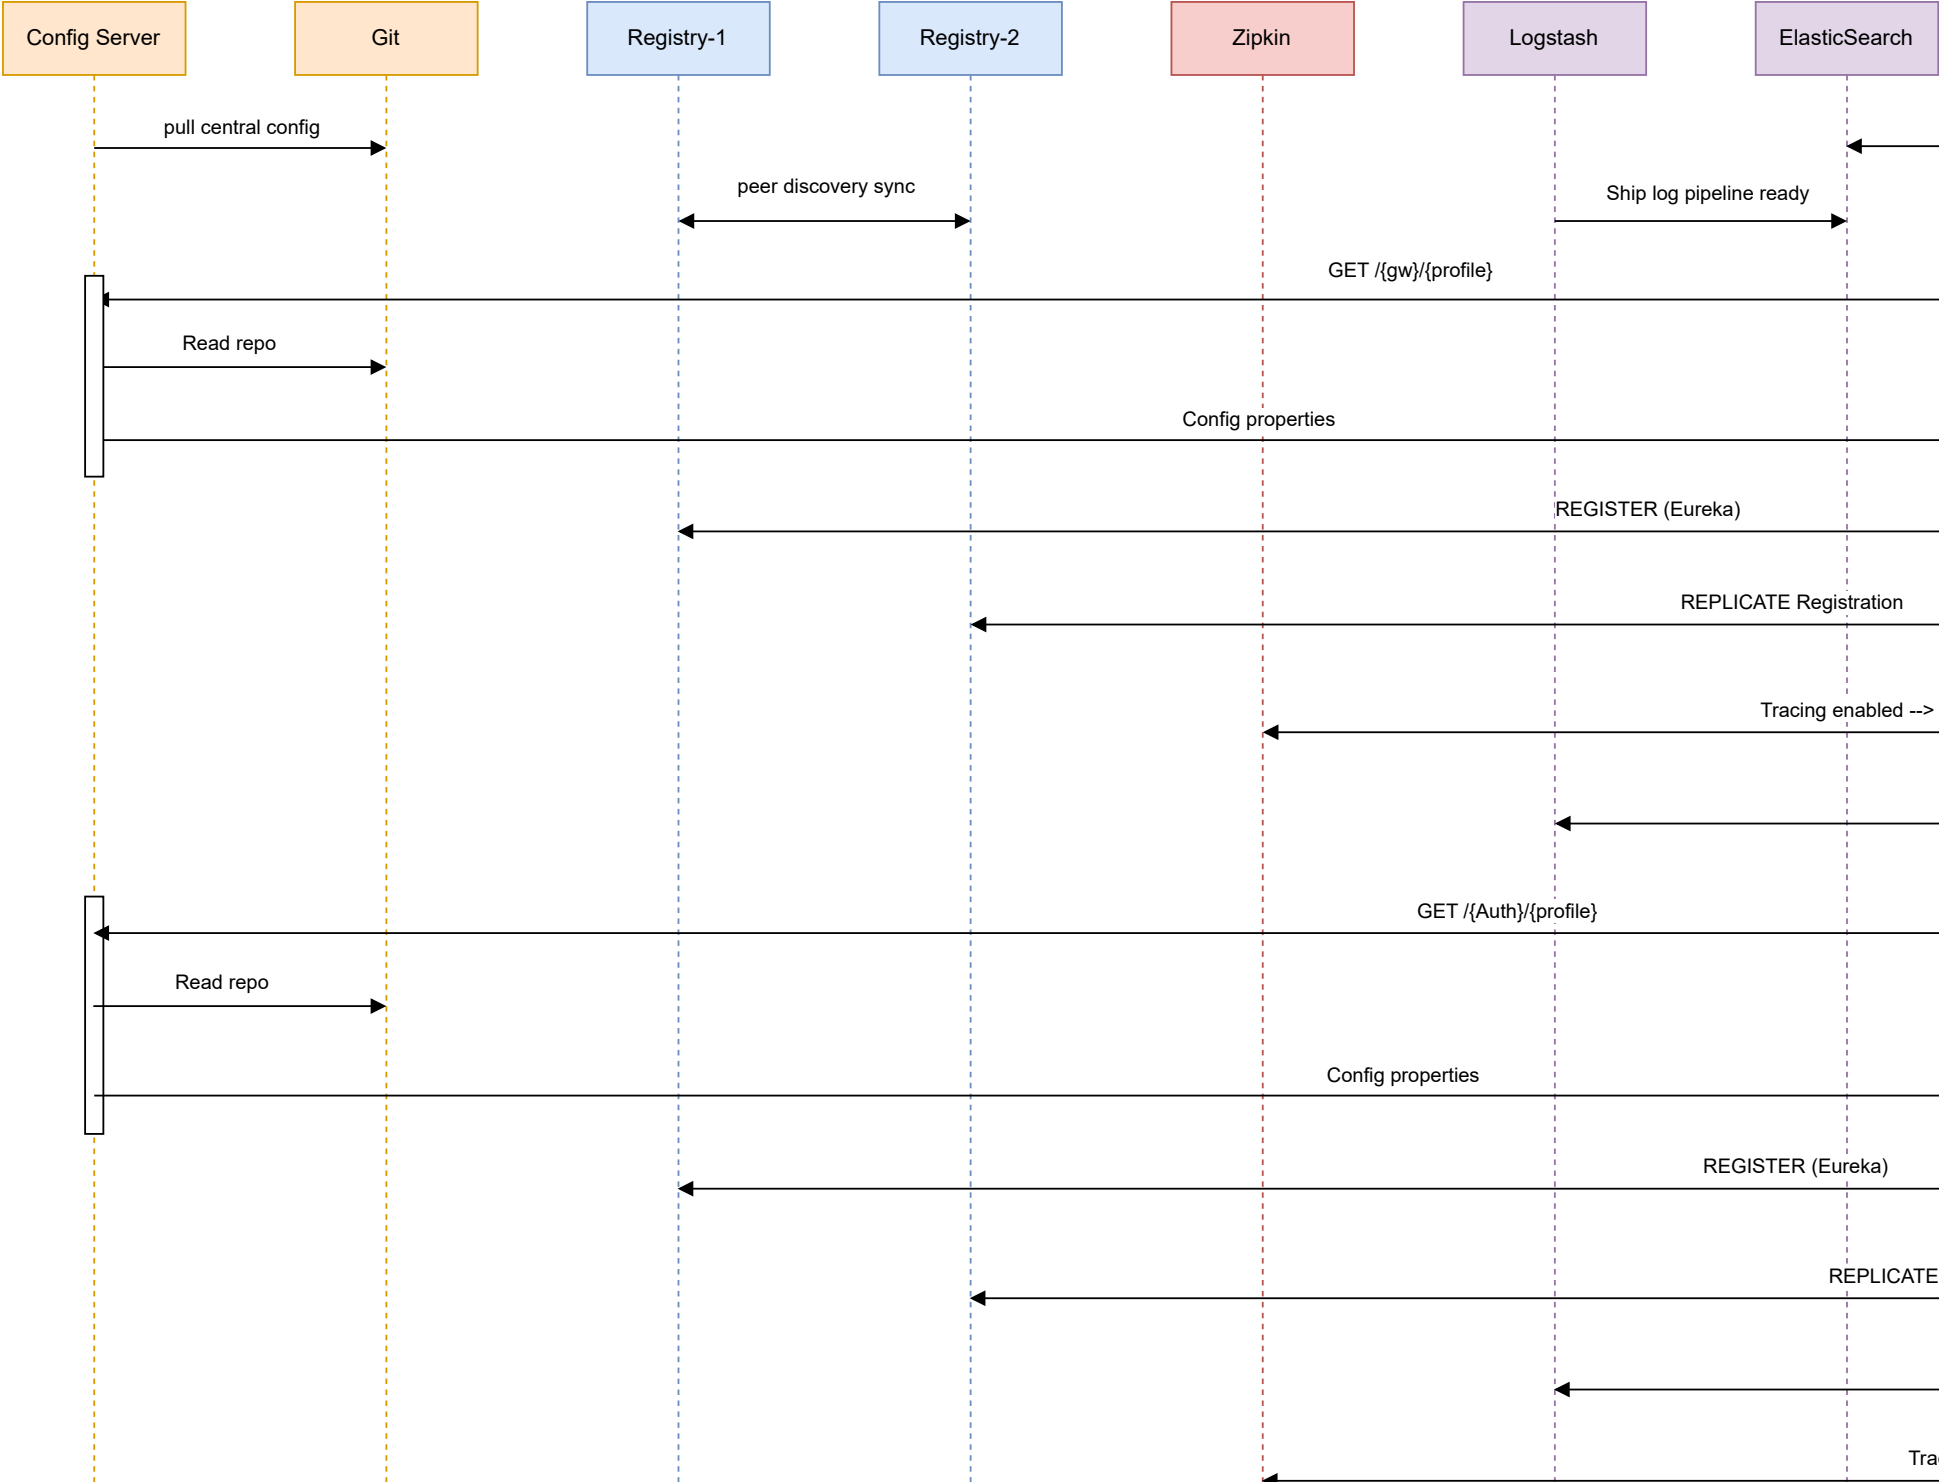 Config Server
Git
Registry-1
Registry-2
Zipkin
Logstash
ElasticSearch
pull central config
peer discovery sync
Ship log pipeline ready
GET /{gw}/{profile}
Read repo
Config properties
REGISTER (Eureka)
REPLICATE Registration
Tracing enabled -->
GET /{Auth}/{profile}
Read repo
Config properties
REGISTER (Eureka)
REPLICATE